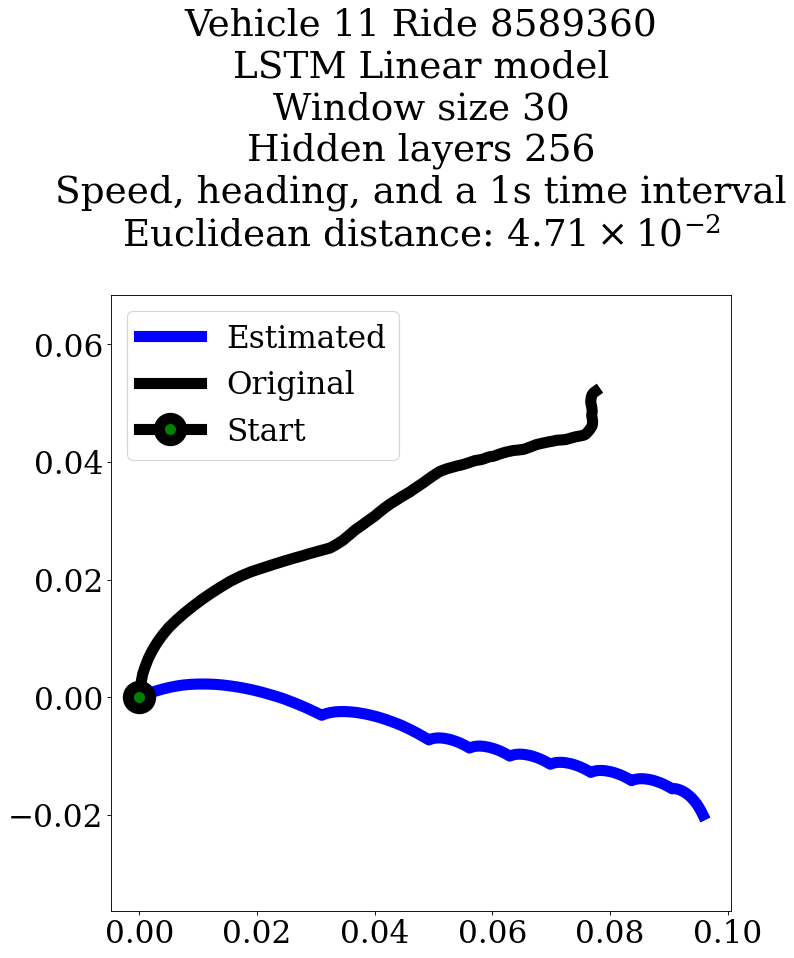 Vehicle 11 Ride 8589360
LSTM Linear model
Window size 30
Hidden layers 256
Speed, heading, and a 1s time interval
Euclidean distance: 4.71 × 10⁻²
Estimated
Original
Start
0.06
0.04
0.02
0.00
−0.02
0.00 0.02 0.04 0.06 0.08 0.10